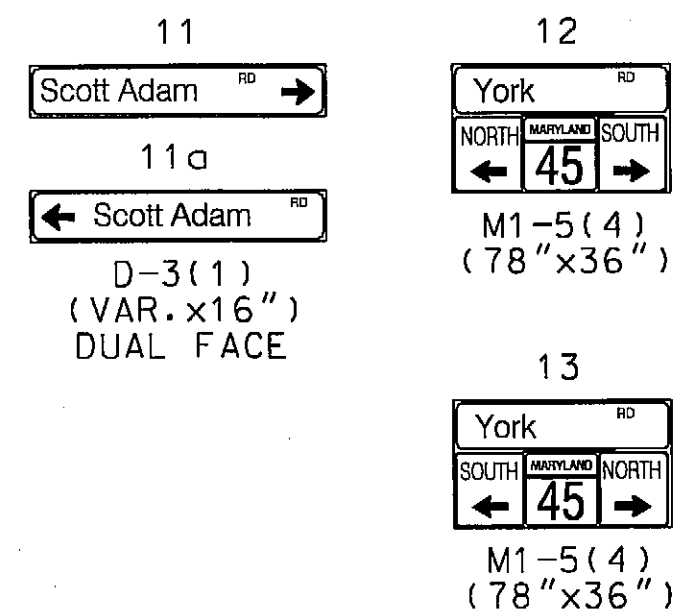 11
Scott Adam RD →
11a
← Scott Adam RD
D-3(1)
(VAR.x16")
DUAL FACE
12
York RD
NORTH MARYLAND SOUTH
← 45 →
M1-5(4)
(78"x36")
13
York RD
SOUTH MARYLAND NORTH
← 45 →
M1-5(4)
(78"x36")